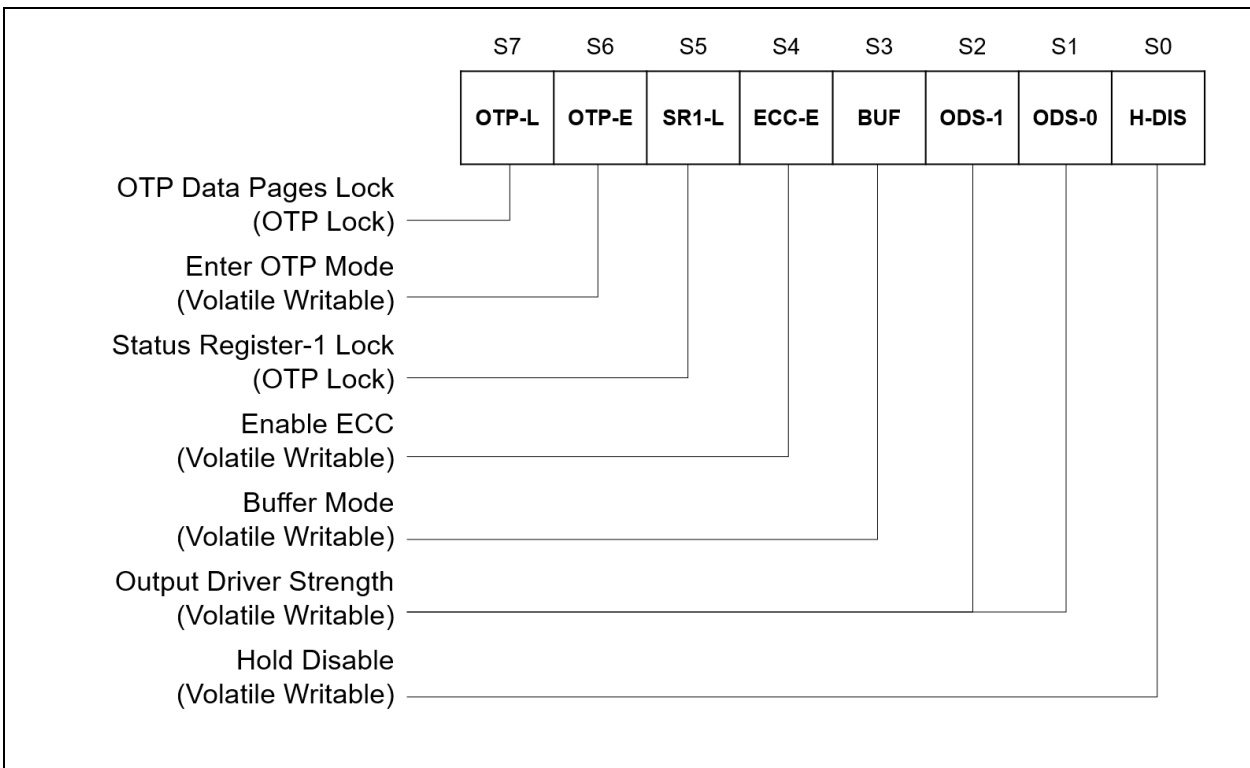 S7 S6 S5 S4 S3 S2 S1 S0
OTP-L OTP-E SR1-L ECC-E BUF ODS-1 ODS-0 H-DIS
OTP Data Pages Lock
(OTP Lock)
Enter OTP Mode
(Volatile Writable)
Status Register-1 Lock
(OTP Lock)
Enable ECC
(Volatile Writable)
Buffer Mode
(Volatile Writable)
Output Driver Strength
(Volatile Writable)
Hold Disable
(Volatile Writable)